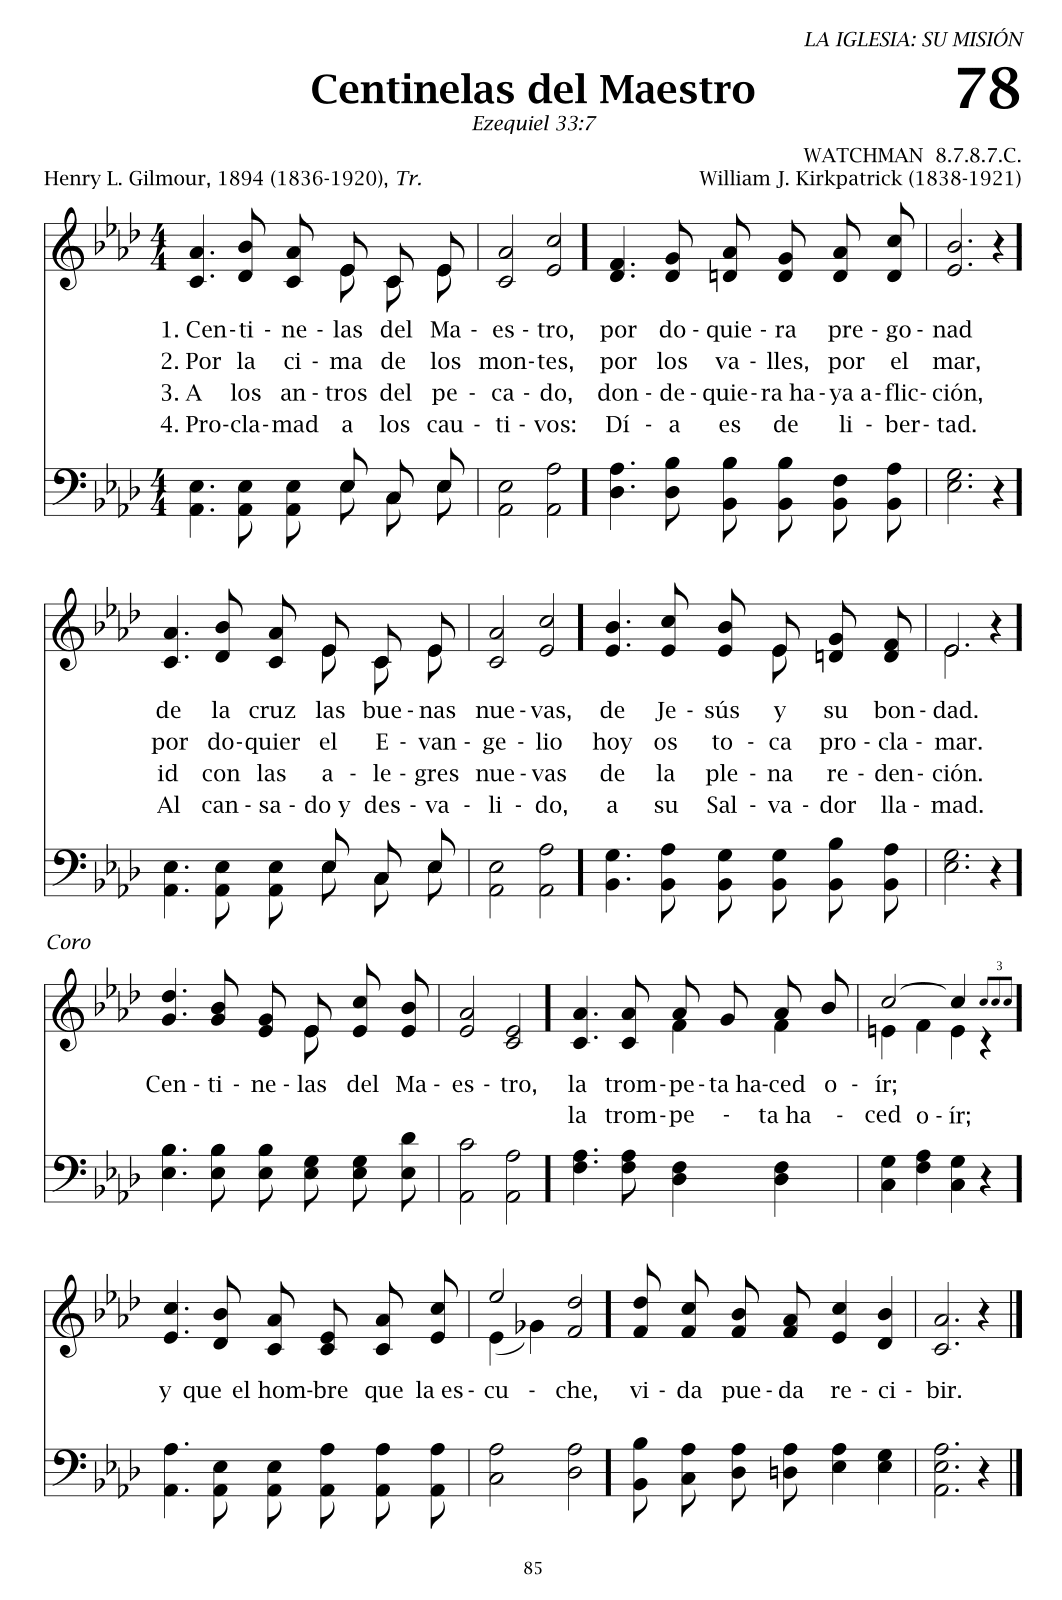 LA IGLESIA: SU MISIÓN
Centinelas del Maestro 78
Ezequiel 33:7
WATCHMAN 8.7.8.7.C.
Henry L. Gilmour, 1894 (1836-1920), Tr. William J. Kirkpatrick (1838-1921)
4
4
1. Cen - ti - ne - las del Ma - es - tro, por do - quie - ra pre - go - nad
2. Por la ci - ma de los mon - tes, por los va - lles, por el mar,
3. A los an - tros del pe - ca - do, don - de - quie - ra ha - ya a - flic - ción,
4. Pro - cla - mad a los cau - ti - vos: Dí - a es de li - ber - tad.
4
4
de la cruz las bue - nas nue - vas, de Je - sús y su bon - dad.
por do - quier el E - van - ge - lio hoy os to - ca pro - cla - mar.
id con las a - le - gres nue - vas de la ple - na re - den - ción.
Al can - sa - do y des - va - li - do, a su Sal - va - dor lla - mad.
Coro
3
Cen - ti - ne - las del Ma - es - tro, la trom - pe - ta ha - ced o - ír;
la trom - pe - ta ha - ced o - ír;
y que el hom - bre que la es - cu - che, vi - da pue - da re - ci - bir.
85